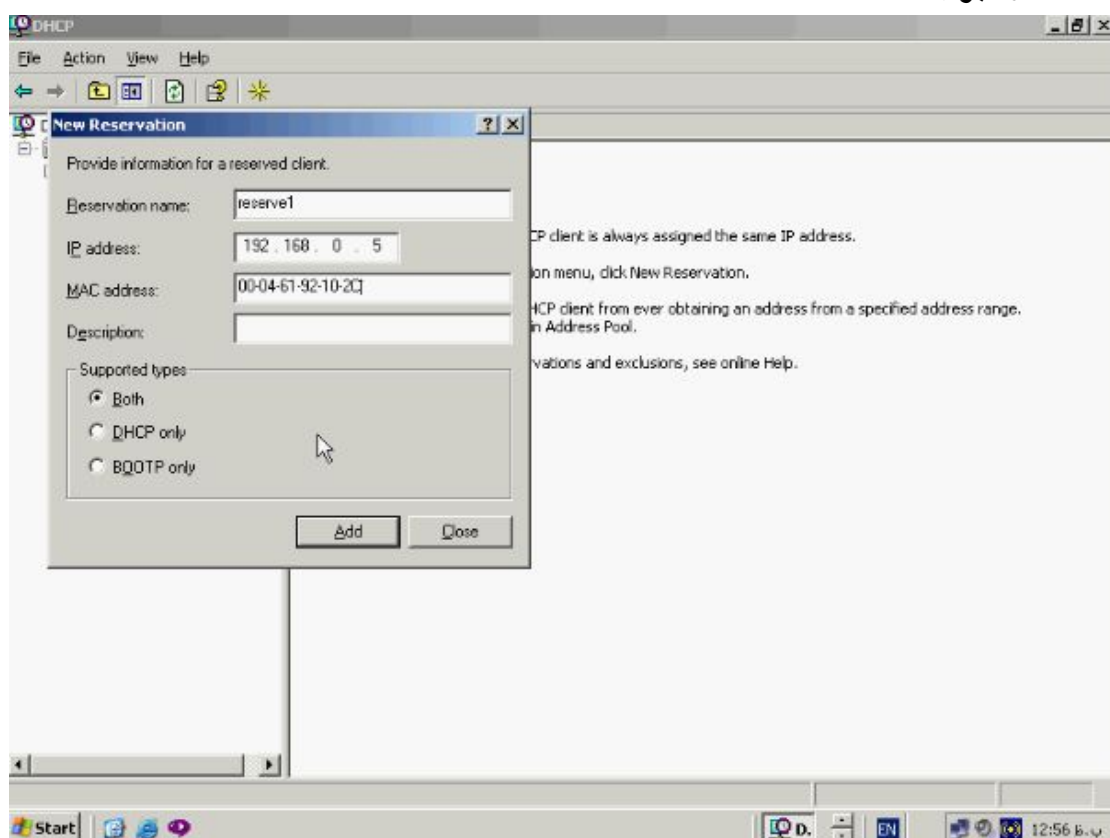 DHCP
File Action View Help
New Reservation
Provide information for a reserved client.
Reservation name: reserve1
IP address: 192 . 168 . 0 . 5
MAC address: 00-04-61-92-10-2C
Description:
Supported types
Both
DHCP only
BOOTP only
Add Close
CP client is always assigned the same IP address.
ion menu, click New Reservation.
HCP client from ever obtaining an address from a specified address range.
in Address Pool.
rvations and exclusions, see online Help.
Start D. EN 12:56 ب.ظ